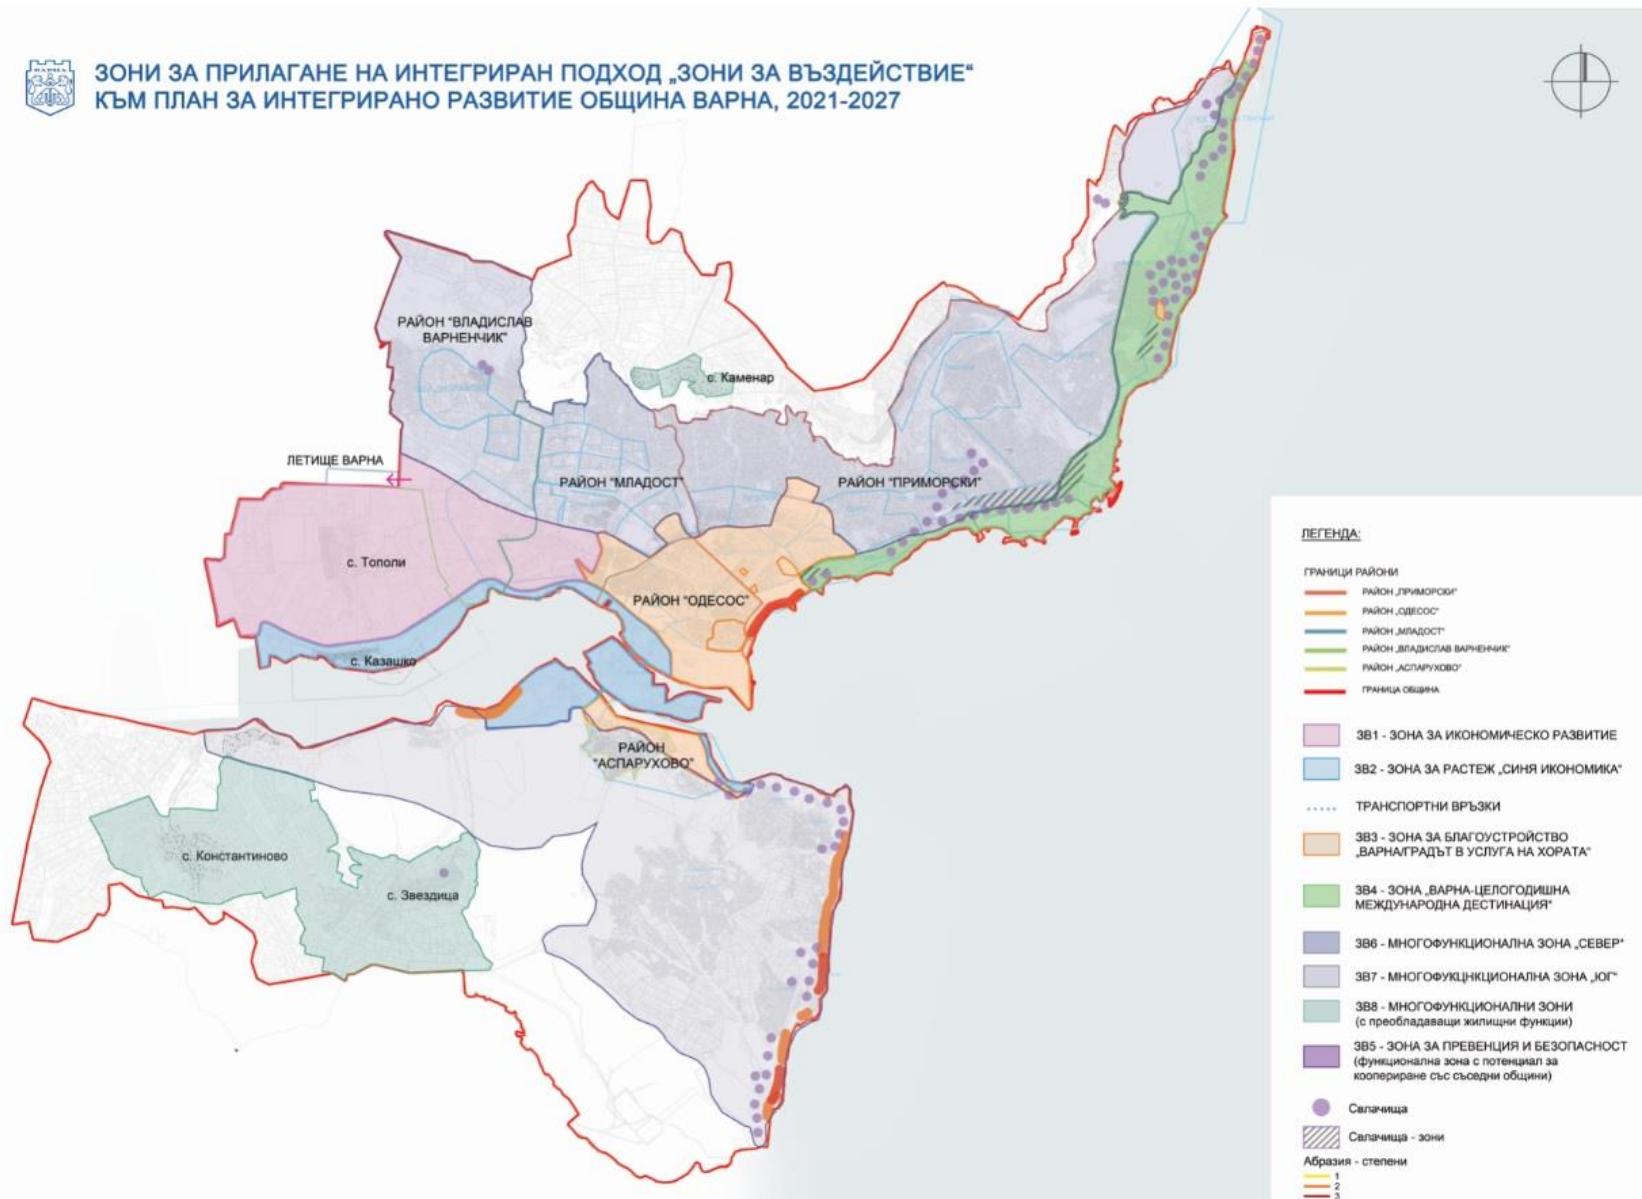 ВАРНА
ЗОНИ ЗА ПРИЛАГАНЕ НА ИНТЕГРИРАН ПОДХОД „ЗОНИ ЗА ВЪЗДЕЙСТВИЕ“
КЪМ ПЛАН ЗА ИНТЕГРИРАНО РАЗВИТИЕ ОБЩИНА ВАРНА, 2021-2027
РАЙОН "ВЛАДИСЛАВ
ВАРНЕНЧИК"
с. Каменар
ЛЕТИЩЕ ВАРНА
РАЙОН "МЛАДОСТ"
РАЙОН "ПРИМОРСКИ"
с. Тополи
РАЙОН "ОДЕСОС"
с. Казашко
РАЙОН
"АСПАРУХОВО"
с. Константиново
с. Звездица
ЛЕГЕНДА:
ГРАНИЦИ РАЙОНИ
РАЙОН „ПРИМОРСКИ“
РАЙОН „ОДЕСОС“
РАЙОН „МЛАДОСТ“
РАЙОН „ВЛАДИСЛАВ ВАРНЕНЧИК“
РАЙОН „АСПАРУХОВО“
ГРАНИЦА ОБЩИНА
ЗВ1 - ЗОНА ЗА ИКОНОМИЧЕСКО РАЗВИТИЕ
ЗВ2 - ЗОНА ЗА РАСТЕЖ „СИНЯ ИКОНОМИКА“
ТРАНСПОРТНИ ВРЪЗКИ
ЗВ3 - ЗОНА ЗА БЛАГОУСТРОЙСТВО
„ВАРНА/ГРАДЪТ В УСЛУГА НА ХОРАТА“
ЗВ4 - ЗОНА „ВАРНА-ЦЕЛОГОДИШНА
МЕЖДУНАРОДНА ДЕСТИНАЦИЯ“
ЗВ6 - МНОГОФУНКЦИОНАЛНА ЗОНА „СЕВЕР“
ЗВ7 - МНОГОФУКЦНКЦИОНАЛНА ЗОНА „ЮГ“
ЗВ8 - МНОГОФУНКЦИОНАЛНИ ЗОНИ
(с преобладаващи жилищни функции)
ЗВ5 - ЗОНА ЗА ПРЕВЕНЦИЯ И БЕЗОПАСНОСТ
(функционална зона с потенциал за
коопериране със съседни общини)
Свлачища
Свлачища - зони
Абразия - степени
1
2
3